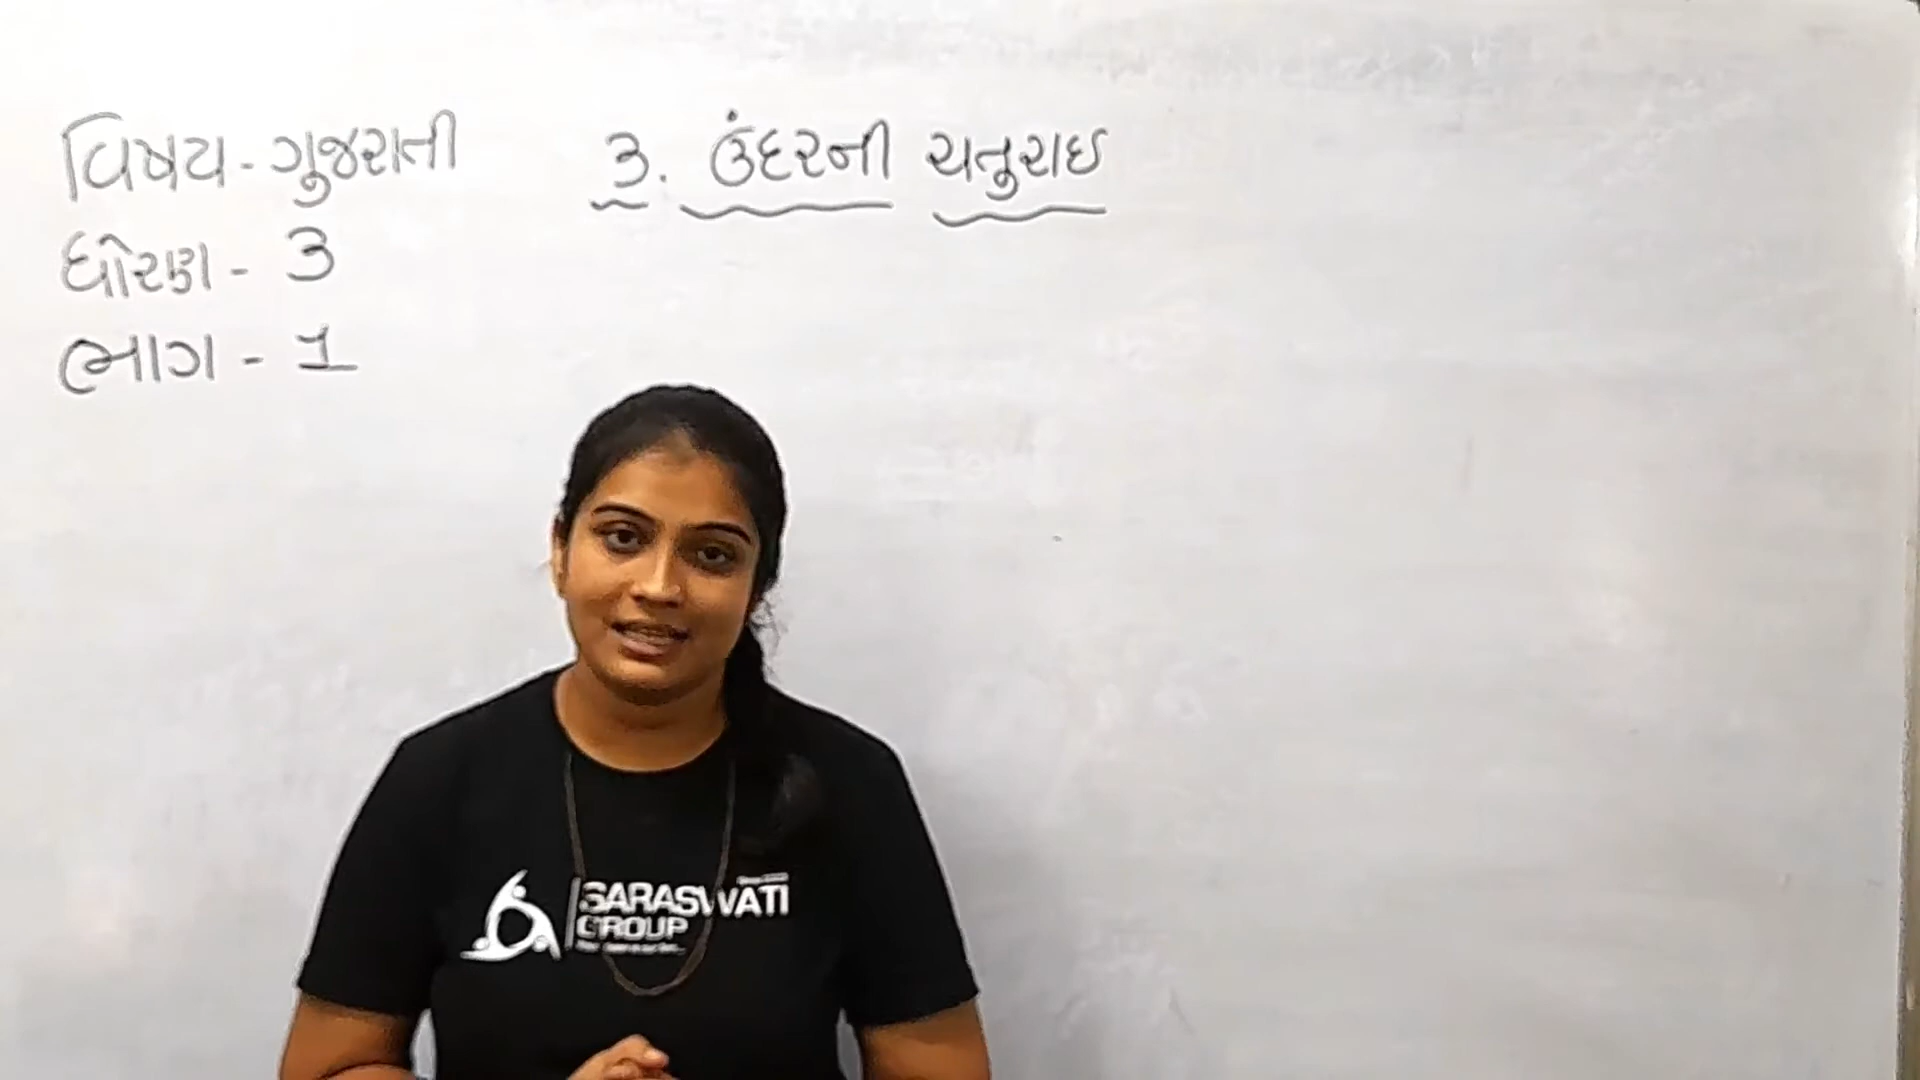 વિષય - ગુજરાતી
ધોરણ - 3
ભાગ - 1
3. ઉંદરની ચતુરાઇ
SARASWATI
GROUP